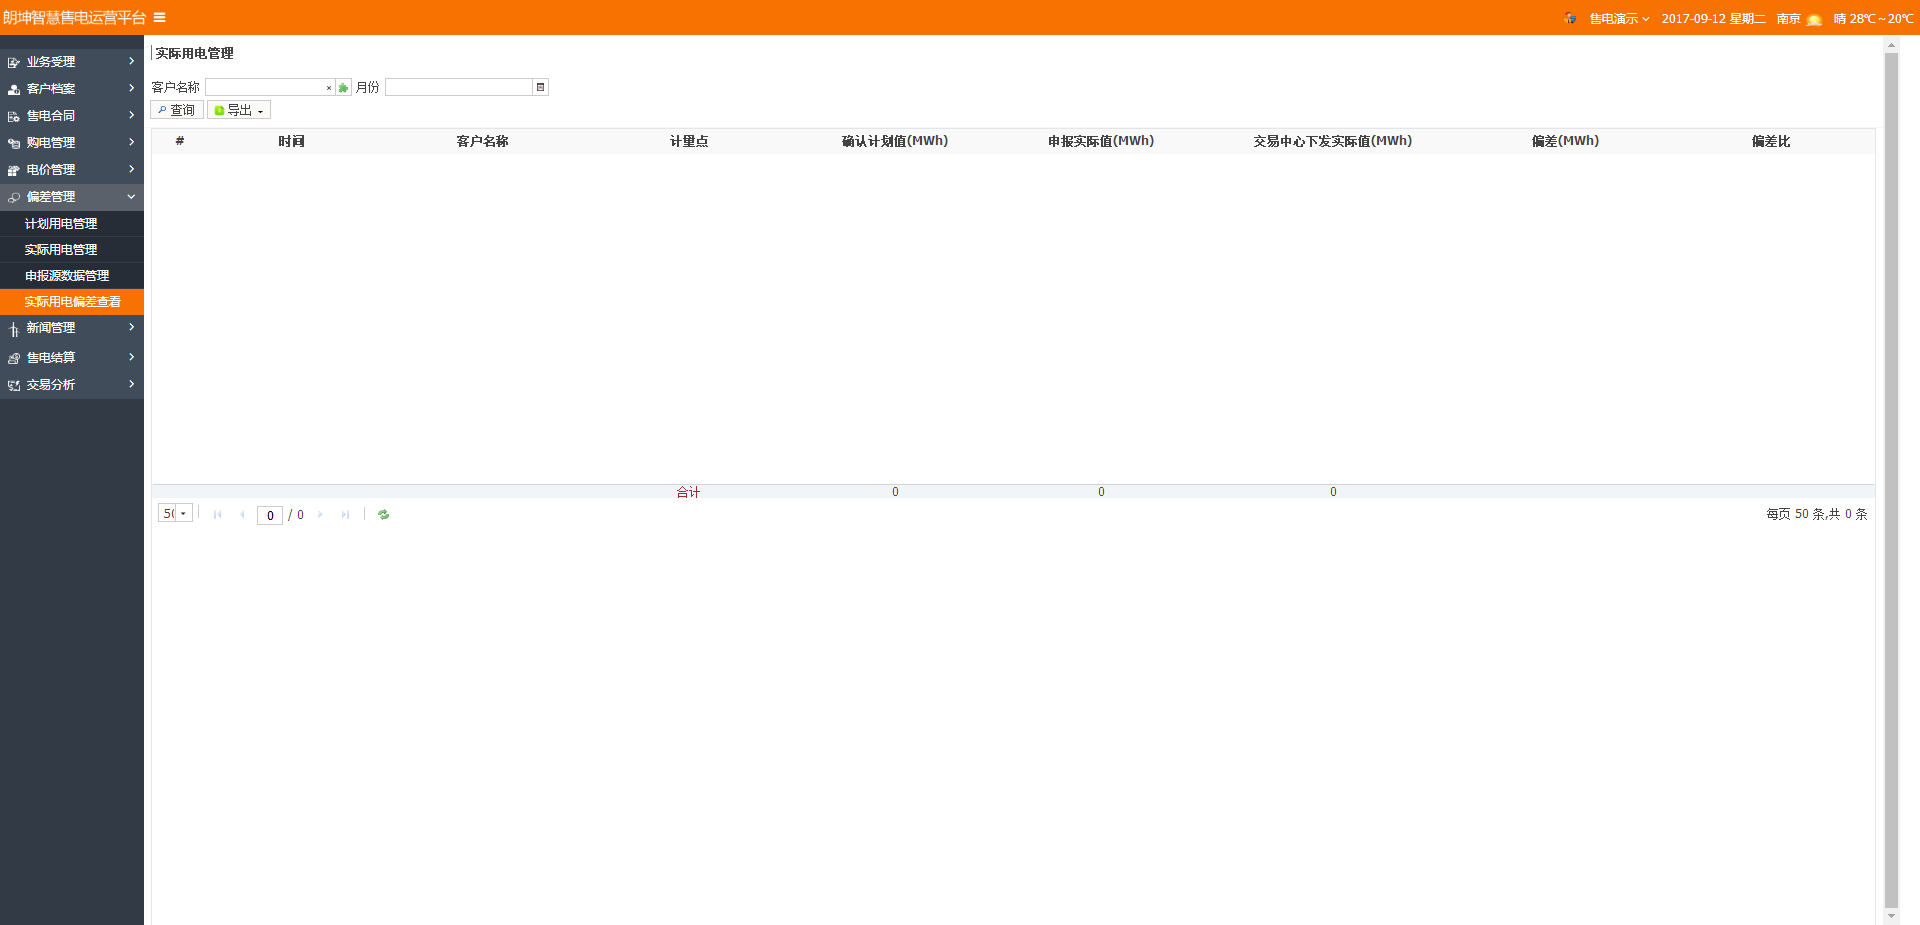 朗坤智慧售电运营平台
售电演示 2017-09-12 星期二 南京 晴 28℃~20℃
业务受理
客户档案
售电合同
购电管理
电价管理
偏差管理
计划用电管理
实际用电管理
申报源数据管理
实际用电偏差查看
新闻管理
售电结算
交易分析
实际用电管理
客户名称 × 月份
查询 导出
# 时间 客户名称 计量点 确认计划值(MWh) 申报实际值(MWh) 交易中心下发实际值(MWh) 偏差(MWh) 偏差比
合计 0 0 0
50 0 / 0 每页 50 条,共 0 条